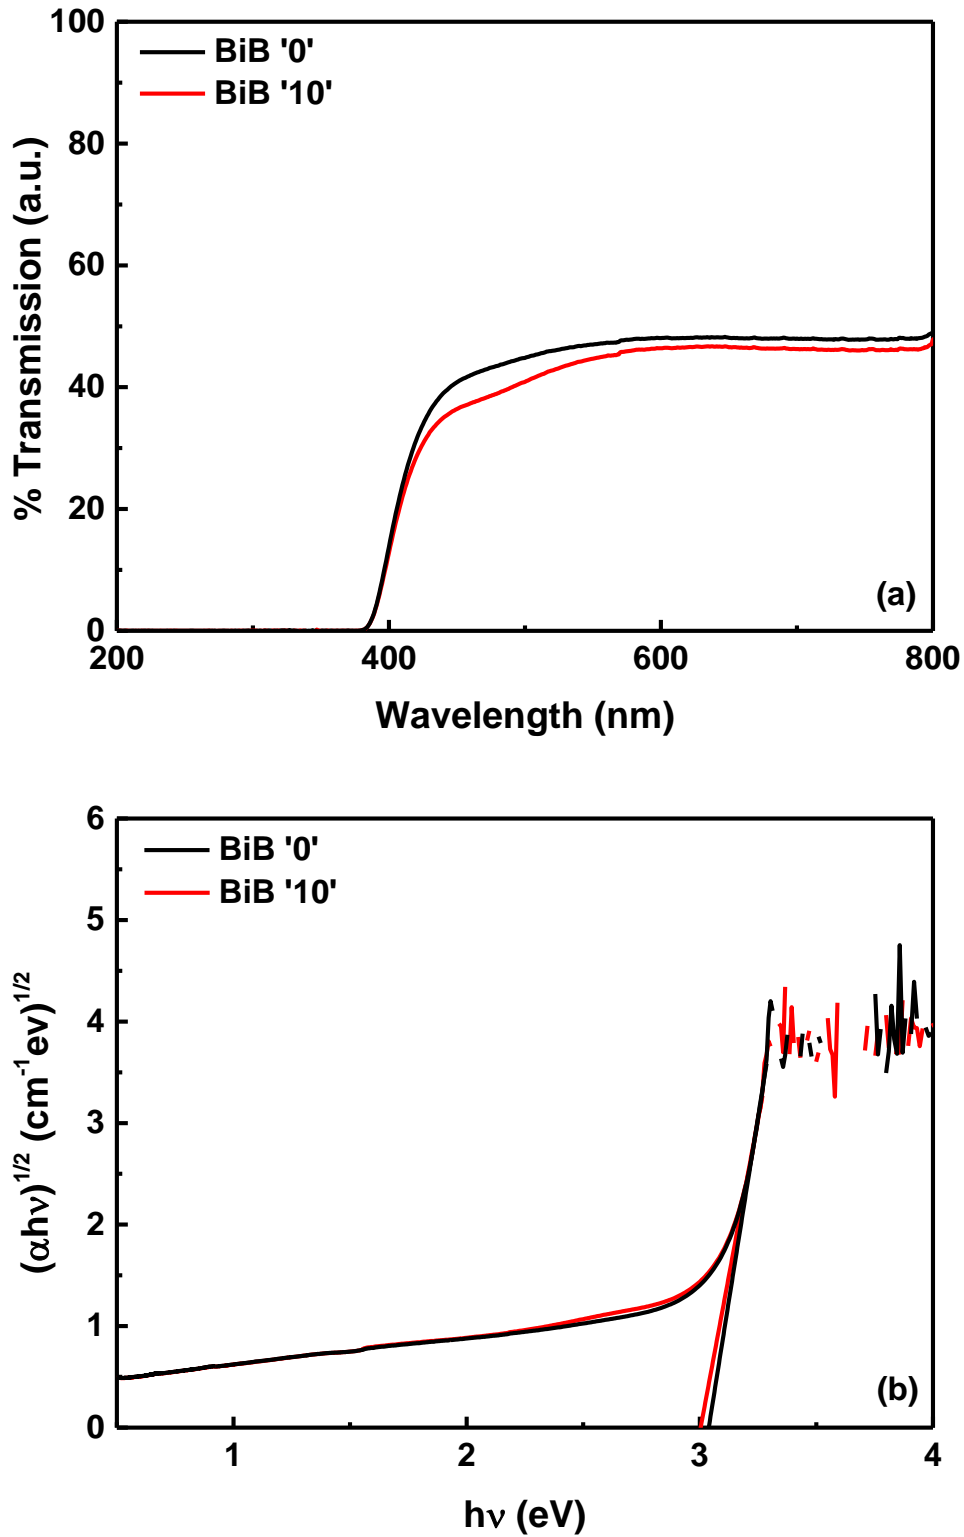 100
80
60
40
20
0
% Transmission (a.u.)
BiB '0'
BiB '10'
(a)
200 400 600 800
Wavelength (nm)
6
5
4
3
2
1
0
(αhν)^1/2 (cm^-1 ev)^1/2
BiB '0'
BiB '10'
(b)
1 2 3 4
hν (eV)